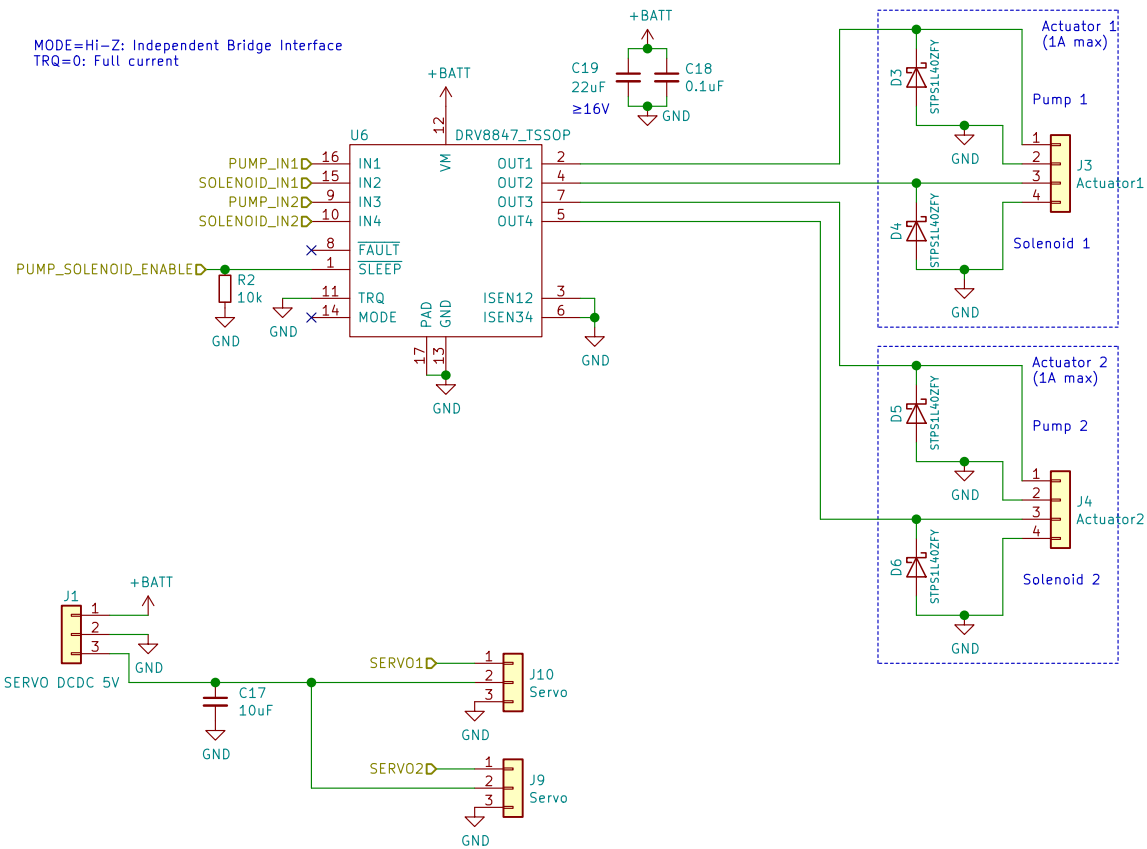 MODE=Hi-Z: Independent Bridge Interface
TRQ=0: Full current
+BATT
12
VM
U6
DRV8847_TSSOP
PUMP_IN1
16
IN1
SOLENOID_IN1
15
IN2
PUMP_IN2
9
IN3
SOLENOID_IN2
10
IN4
8
FAULT
PUMP_SOLENOID_ENABLE
1
SLEEP
R2
10k
GND
11
TRQ
GND
14
MODE
PAD
GND
17
13
GND
OUT1
2
OUT2
4
OUT3
7
OUT4
5
ISEN12
3
ISEN34
6
GND
+BATT
C19
22uF
≥16V
C18
0.1uF
GND
Actuator 1
(1A max)
D3
STPS1L40ZFY
Pump 1
GND
1
2
3
4
J3
Actuator1
D4
STPS1L40ZFY
Solenoid 1
GND
Actuator 2
(1A max)
D5
STPS1L40ZFY
Pump 2
GND
1
2
3
4
J4
Actuator2
D6
STPS1L40ZFY
Solenoid 2
GND
J1
+BATT
1
2
3
GND
SERVO DCDC 5V
C17
10uF
GND
SERVO1
1
2
3
J10
Servo
GND
SERVO2
1
2
3
J9
Servo
GND